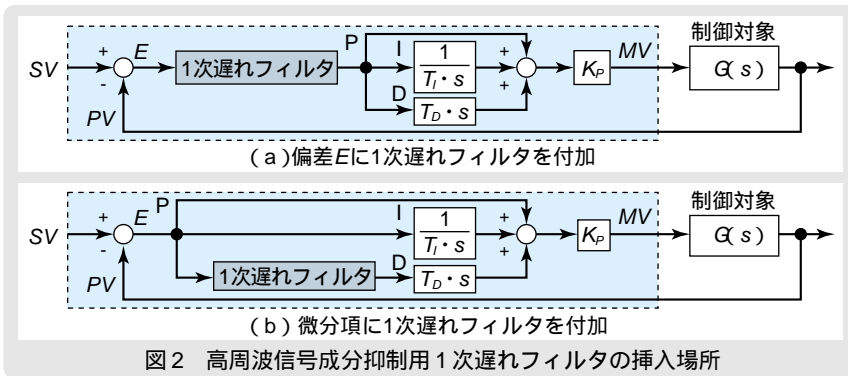 制御対象
SV + - E 1次遅れフィルタ P I 1/(T_I・s) + + K_P MV G(s)
D T_D・s
PV
(a)偏差Eに1次遅れフィルタを付加
制御対象
SV + - E P I 1/(T_I・s) + + K_P MV G(s)
PV 1次遅れフィルタ D T_D・s
(b)微分項に1次遅れフィルタを付加
図2 高周波信号成分抑制用1次遅れフィルタの挿入場所